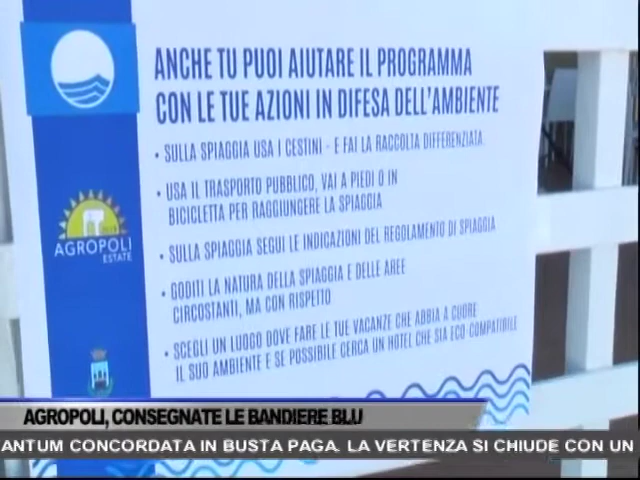 ANCHE TU PUOI AIUTARE IL PROGRAMMA
CON LE TUE AZIONI IN DIFESA DELL'AMBIENTE
• SULLA SPIAGGIA USA I CESTINI - E FAI LA RACCOLTA DIFFERENZIATA
• USA IL TRASPORTO PUBBLICO, VAI A PIEDI O IN
BICICLETTA PER RAGGIUNGERE LA SPIAGGIA
• SULLA SPIAGGIA SEGUI LE INDICAZIONI DEL REGOLAMENTO DI SPIAGGIA
• GODITI LA NATURA DELLA SPIAGGIA E DELLE AREE
CIRCOSTANTI, MA CON RISPETTO
• SCEGLI UN LUOGO DOVE FARE LE TUE VACANZE CHE ABBIA A CUORE
IL SUO AMBIENTE E SE POSSIBILE CERCA UN HOTEL CHE SIA ECO-COMPATIBILE
AGROPOLI
ESTATE
AGROPOLI, CONSEGNATE LE BANDIERE BLU
ANTUM CONCORDATA IN BUSTA PAGA. LA VERTENZA SI CHIUDE CON UN